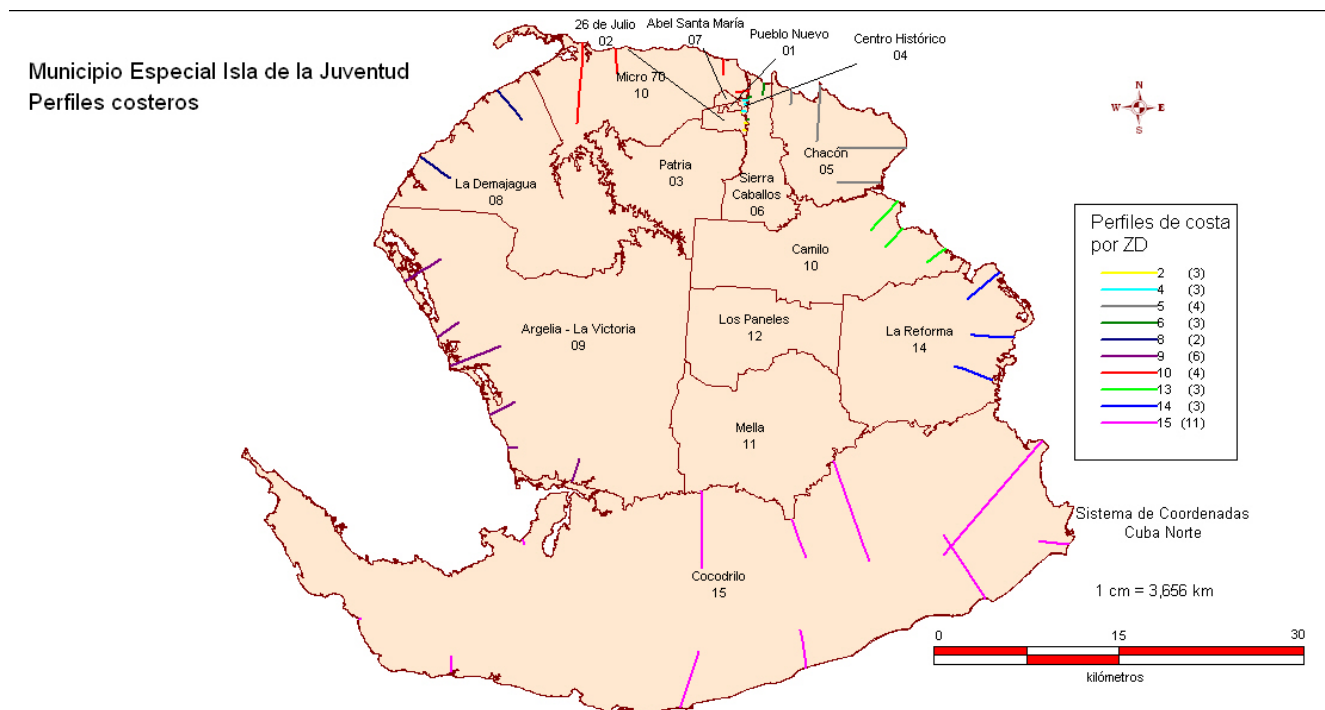 Municipio Especial Isla de la Juventud
Perfiles costeros
26 de Julio
02
Abel Santa María
07
Pueblo Nuevo
01
Centro Histórico
04
N
W
E
S
Micro 70
10
Patria
03
Sierra
Caballos
06
Chacón
05
La Demajagua
08
Camilo
10
Argelia - La Victoria
09
Los Paneles
12
La Reforma
14
Mella
11
Cocodrilo
15
Perfiles de costa
por ZD
2 (3)
4 (3)
5 (4)
6 (3)
8 (2)
9 (6)
10 (4)
13 (3)
14 (3)
15 (11)
Sistema de Coordenadas
Cuba Norte
1 cm = 3,656 km
0 15 30
kilómetros